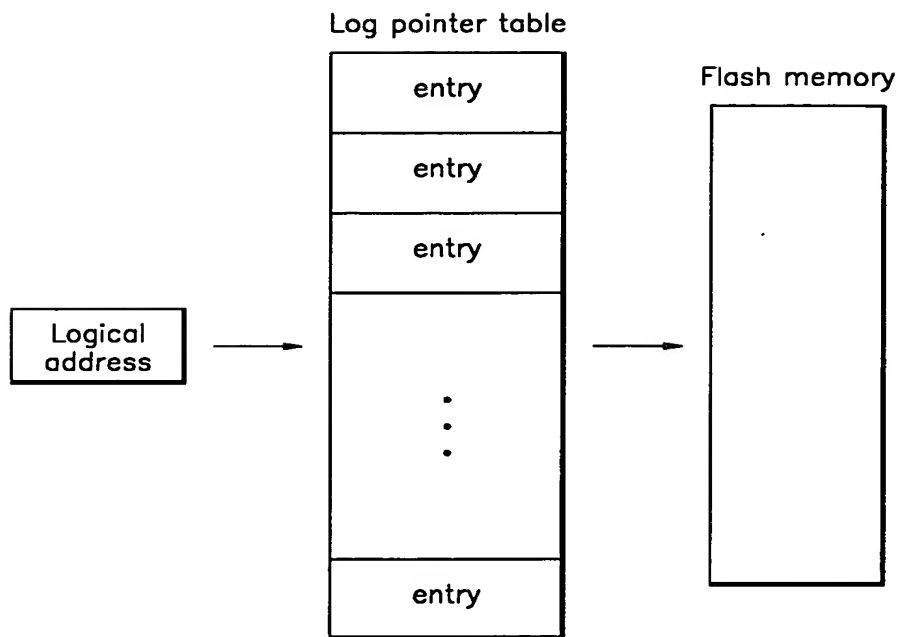 Log pointer table
Flash memory
entry
entry
entry
Logical
address
entry